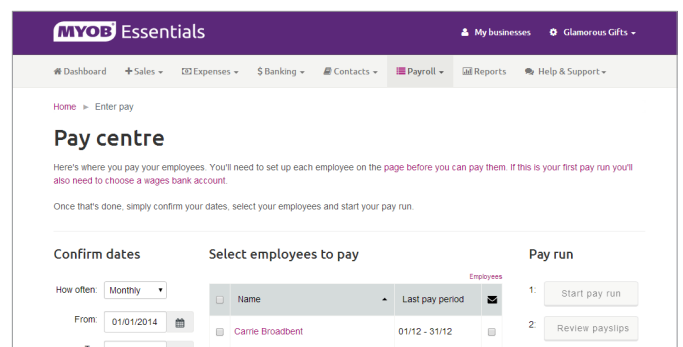 MYOB Essentials
My businesses Glamorous Gifts
Dashboard Sales Expenses $ Banking Contacts Payroll Reports Help & Support
Home Enter pay
Pay centre
Here's where you pay your employees. You'll need to set up each employee on the page before you can pay them. If this is your first pay run you'll
also need to choose a wages bank account.
Once that's done, simply confirm your dates, select your employees and start your pay run.
Confirm dates
Select employees to pay
Pay run
Employees
How often: Monthly
Name Last pay period
1: Start pay run
From: 01/01/2014
Carrie Broadbent 01/12 - 31/12
2: Review payslips